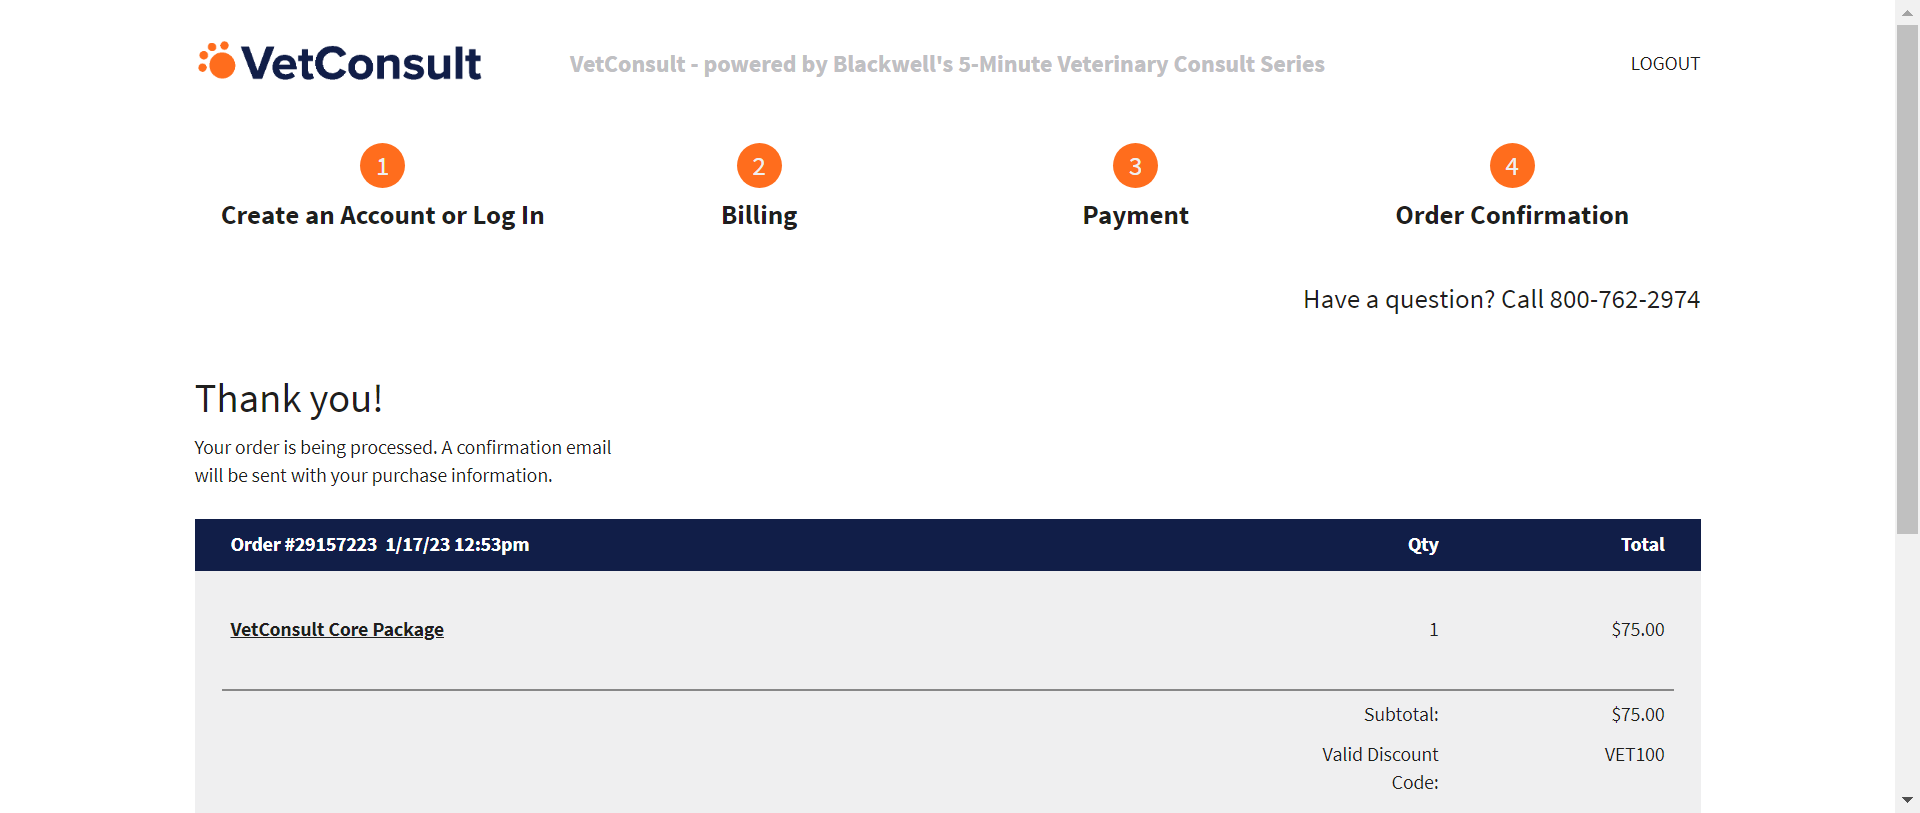 VetConsult
VetConsult - powered by Blackwell's 5-Minute Veterinary Consult Series
LOGOUT
1
Create an Account or Log In
2
Billing
3
Payment
4
Order Confirmation
Have a question? Call 800-762-2974
Thank you!
Your order is being processed. A confirmation email
will be sent with your purchase information.
Order #29157223 1/17/23 12:53pm Qty Total
VetConsult Core Package 1 $75.00
Subtotal: $75.00
Valid Discount VET100
Code: